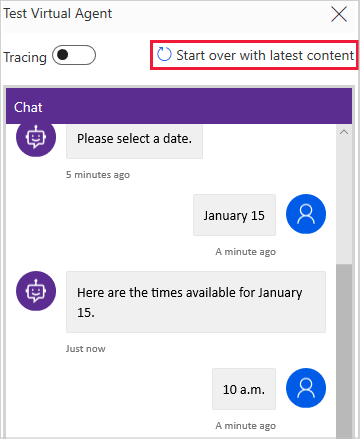 Test Virtual Agent
Tracing
Start over with latest content
Chat
Please select a date.
5 minutes ago
January 15
A minute ago
Here are the times available for January
15.
Just now
10 a.m.
A minute ago